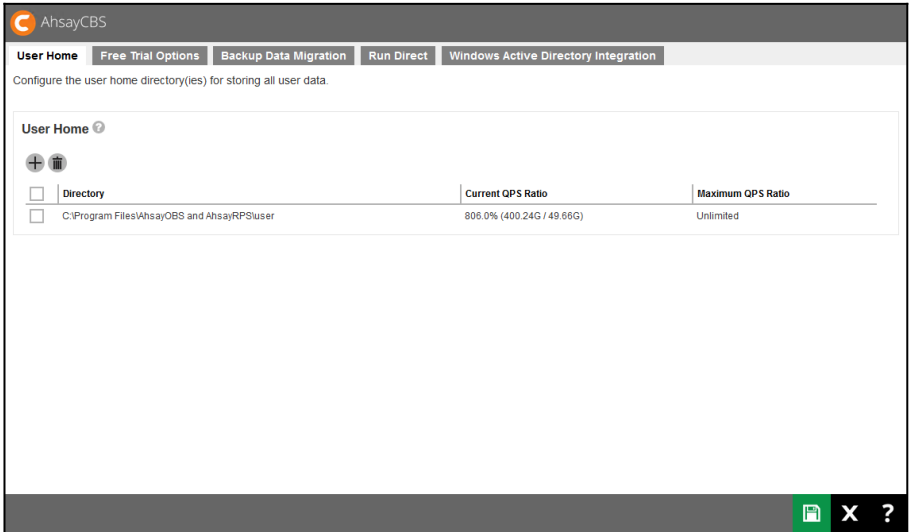 AhsayCBS
User Home Free Trial Options Backup Data Migration Run Direct Windows Active Directory Integration
Configure the user home directory(ies) for storing all user data.
User Home ?
Directory Current QPS Ratio Maximum QPS Ratio
C:\Program Files\AhsayOBS and AhsayRPS\user 806.0% (400.24G / 49.66G) Unlimited
X ?